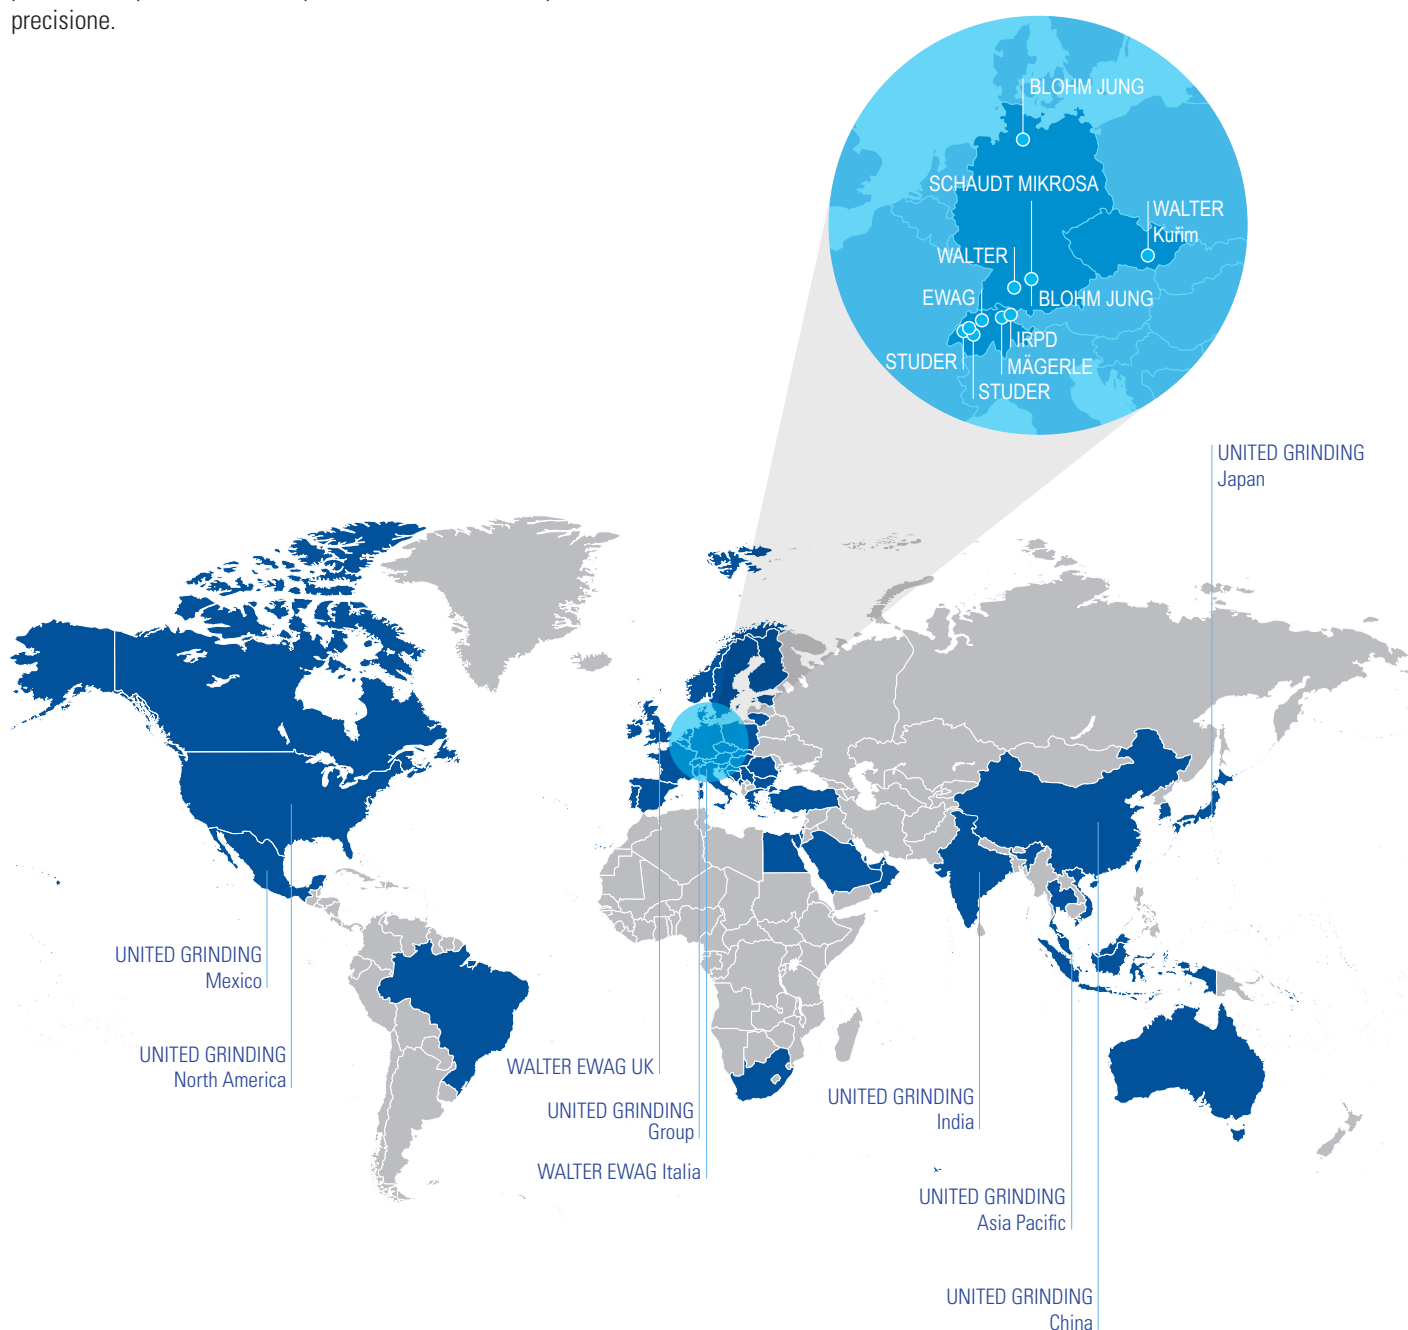 precisione.
BLOHM JUNG
SCHAUDT MIKROSA
WALTER
Kuřim
WALTER
EWAG
BLOHM JUNG
IRPD
STUDER
MÄGERLE
STUDER
UNITED GRINDING
Japan
UNITED GRINDING
Mexico
UNITED GRINDING
North America
WALTER EWAG UK
UNITED GRINDING
Group
WALTER EWAG Italia
UNITED GRINDING
India
UNITED GRINDING
Asia Pacific
UNITED GRINDING
China